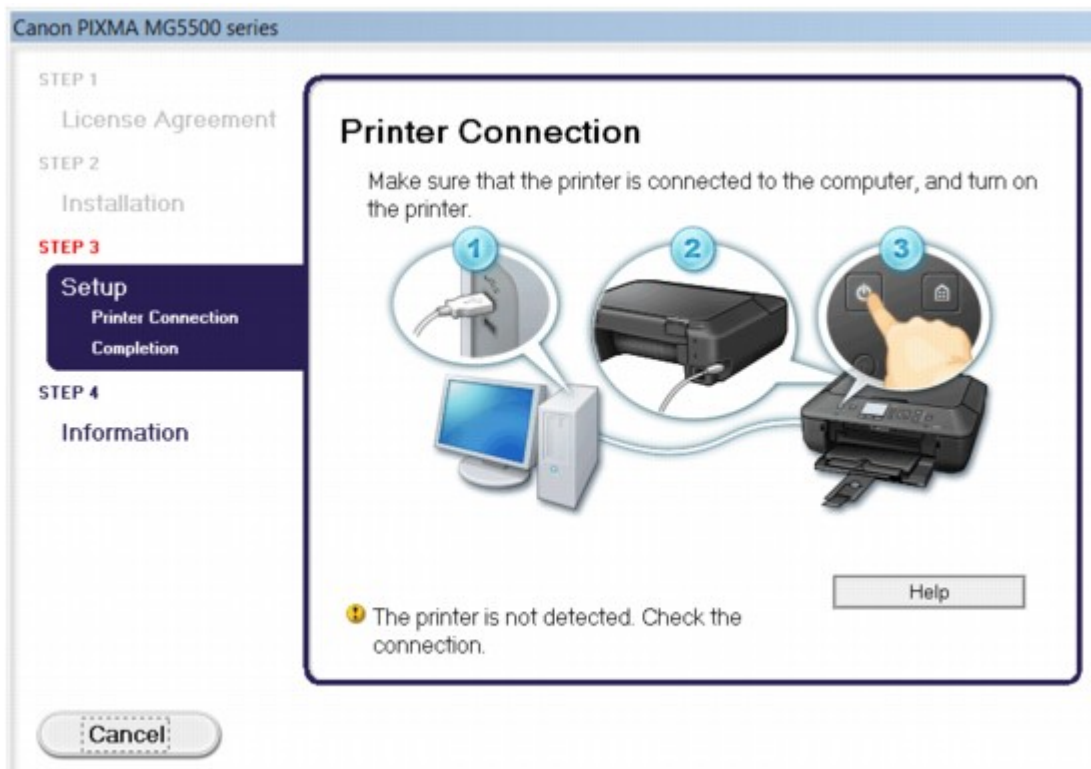 Canon PIXMA MG5500 series
STEP 1
License Agreement
STEP 2
Installation
STEP 3
Setup
Printer Connection
Completion
STEP 4
Information
Printer Connection
Make sure that the printer is connected to the computer, and turn on
the printer.
1
2
3
The printer is not detected. Check the
connection.
Help
Cancel